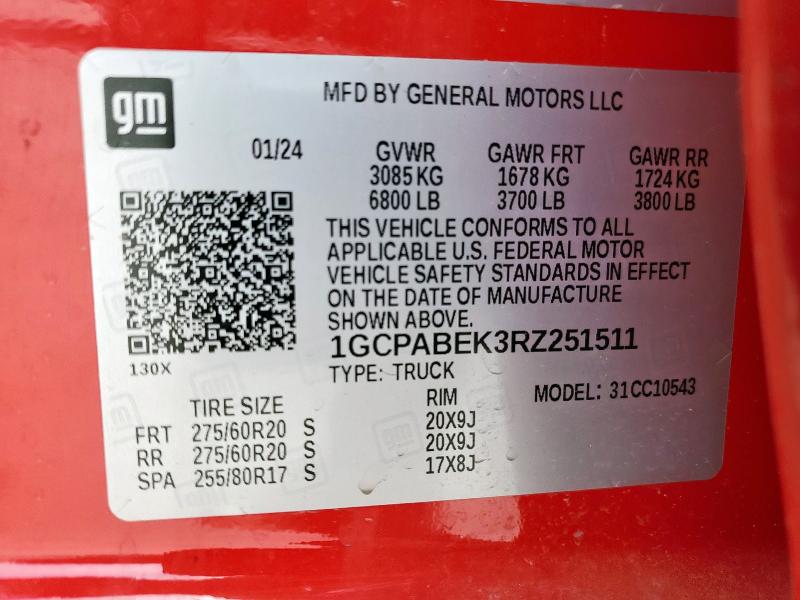 gm
MFD BY GENERAL MOTORS LLC
01/24 GVWR GAWR FRT GAWR RR
3085 KG 1678 KG 1724 KG
6800 LB 3700 LB 3800 LB
THIS VEHICLE CONFORMS TO ALL
APPLICABLE U.S. FEDERAL MOTOR
VEHICLE SAFETY STANDARDS IN EFFECT
ON THE DATE OF MANUFACTURE
SHOWN ABOVE.
1GCPABEK3RZ251511
130X
TYPE: TRUCK
MODEL: 31CC10543
TIRE SIZE RIM
FRT 275/60R20 S 20X9J
RR 275/60R20 S 20X9J
SPA 255/80R17 S 17X8J